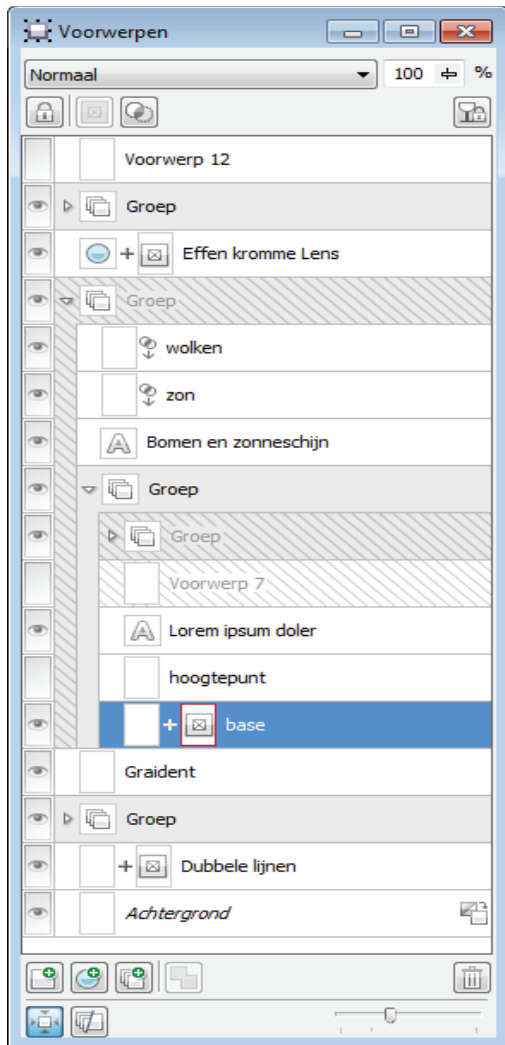 Voorwerpen
Normaal 100 %
Voorwerp 12
Groep
Effen kromme Lens
Groep
wolken
zon
Bomen en zonneschijn
Groep
Groep
Voorwerp 7
Lorem ipsum doler
hoogtepunt
base
Graident
Groep
Dubbele lijnen
Achtergrond